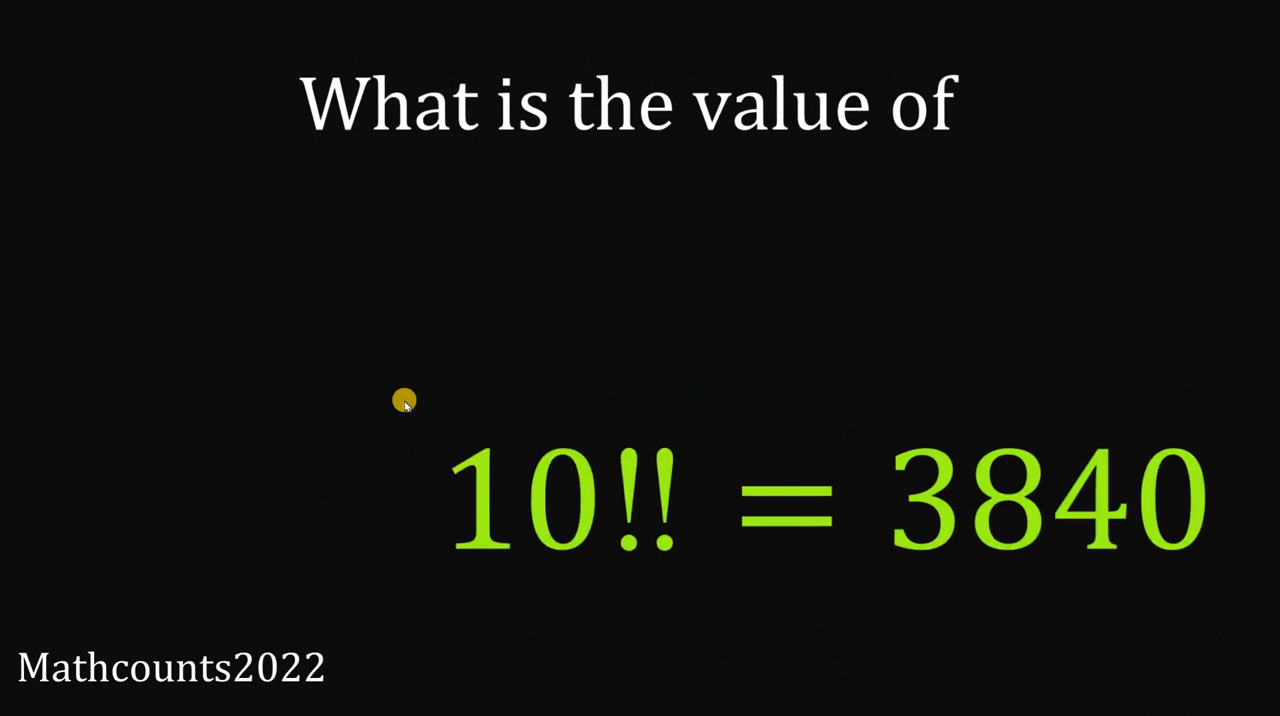 What is the value of
10!! = 3840
Mathcounts2022